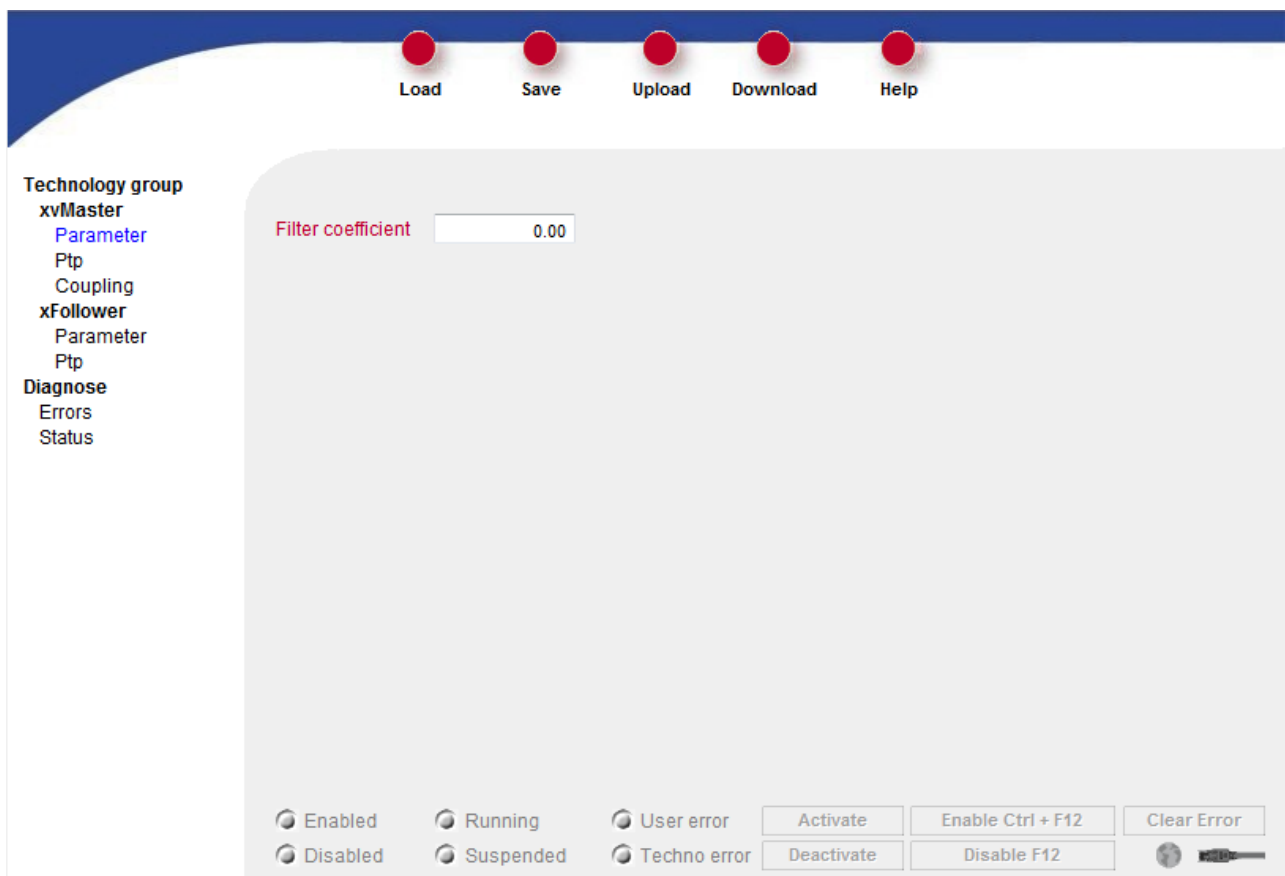 Load Save Upload Download Help
Technology group
xvMaster
Parameter
Ptp
Coupling
xFollower
Parameter
Ptp
Diagnose
Errors
Status
Filter coefficient 0.00
Enabled Running User error Activate Enable Ctrl + F12 Clear Error
Disabled Suspended Techno error Deactivate Disable F12